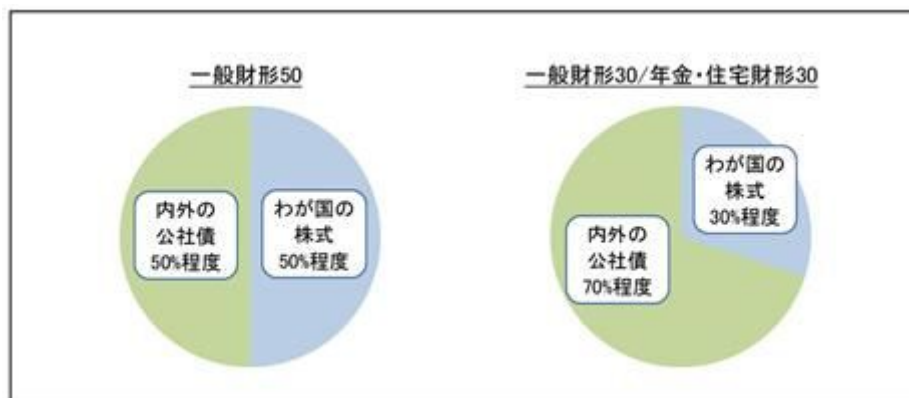 一般財形50
内外の
公社債
50%程度
わが国の
株式
50%程度
一般財形30/年金・住宅財形30
わが国の
株式
30%程度
内外の
公社債
70%程度